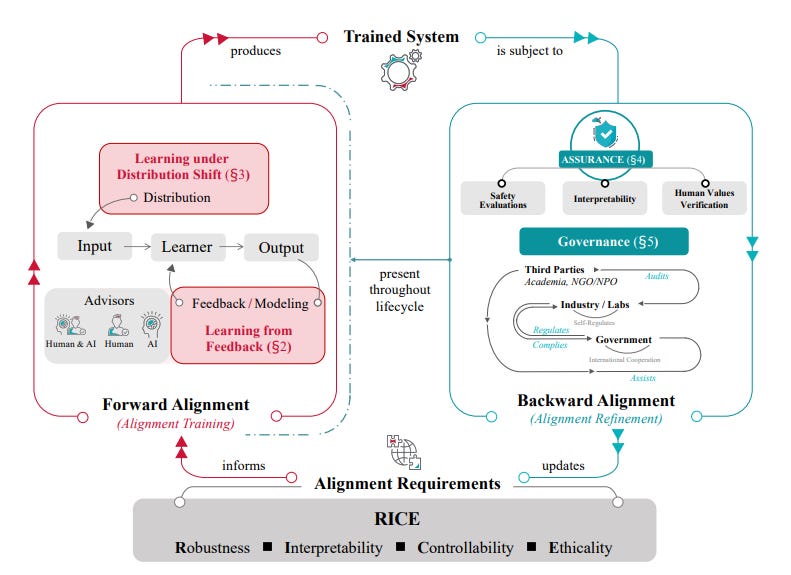 Trained System
produces
is subject to
Learning under
Distribution Shift (§3)
Distribution
Input
Learner
Output
Advisors
Human & AI
Human
AI
Feedback / Modeling
Learning from
Feedback (§2)
Forward Alignment
(Alignment Training)
present
throughout
lifecycle
ASSURANCE (§4)
Safety
Evaluations
Interpretability
Human Values
Verification
Governance (§5)
Third Parties
Academia, NGO/NPO
Audits
Industry / Labs
Self-Regulates
Regulates
Complies
Government
International Cooperation
Assists
Backward Alignment
(Alignment Refinement)
informs
updates
Alignment Requirements
RICE
Robustness ■ Interpretability ■ Controllability ■ Ethicality